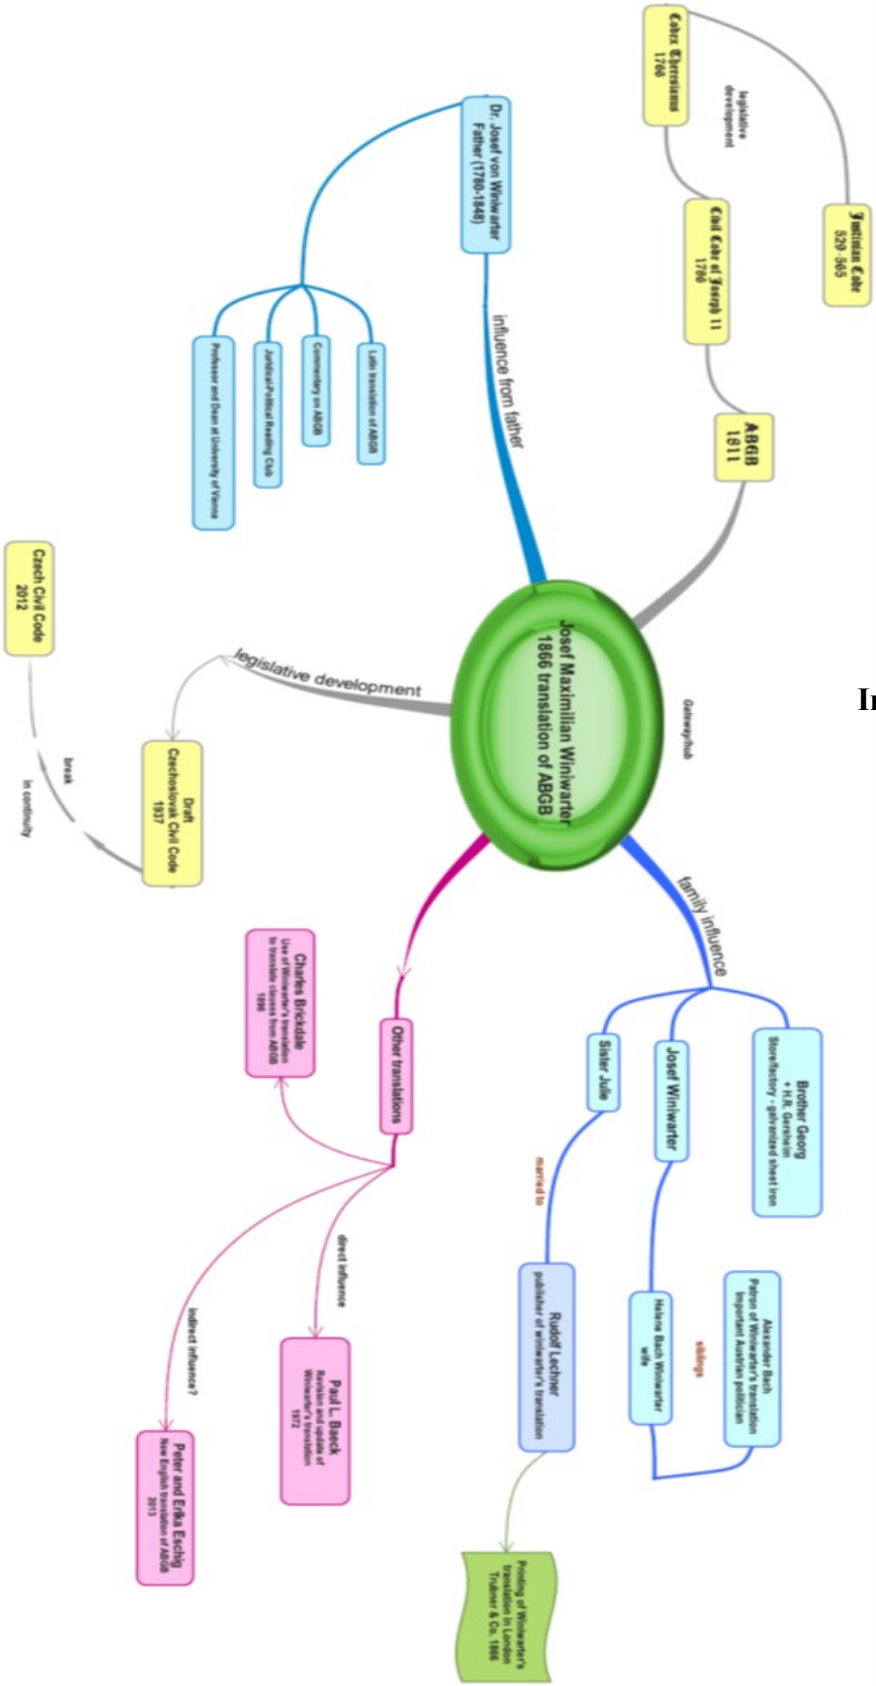 Justinian Code
529-565
legislative
development
Codex Theresianus
1766
Civil Code of Joseph 11
1786
ABGB
1811
Dr. Josef von Winiwarter
Father (1780-1848)
influence from father
Latin translation of ABGB
Commentary on ABGB
Juridical-Political Reading Club
Professor and Dean at University of Vienna
Gateway/hub
Josef Maximilian Winiwarter
1866 translation of ABGB
legislative development
Draft
Czechoslovak Civil Code
1937
break
in continuity
Czech Civil Code
2012
family influence
Brother Georg
+ H.R. Gersheim
Store/factory - galvanized sheet iron
Josef Winiwarter
Sister Julie
Alexander Bach
Patron of Winiwarter's translation
Important Austrian politician
siblings
Helene Bach Winiwarter
wife
married to
Rudolf Lechner
publisher of winiwarter's translation
Printing of Winiwarter's
translation in London
Trubner & Co. 1866
Other translations
Charles Brickdale
Use of Winiwarter's translation
to translate clauses from ABGB
1896
direct influence
Paul L. Baeck
Revision and update of
Winiwarter's translation
1972
indirect influence?
Peter and Erika Eschig
New English translation of ABGB
2013